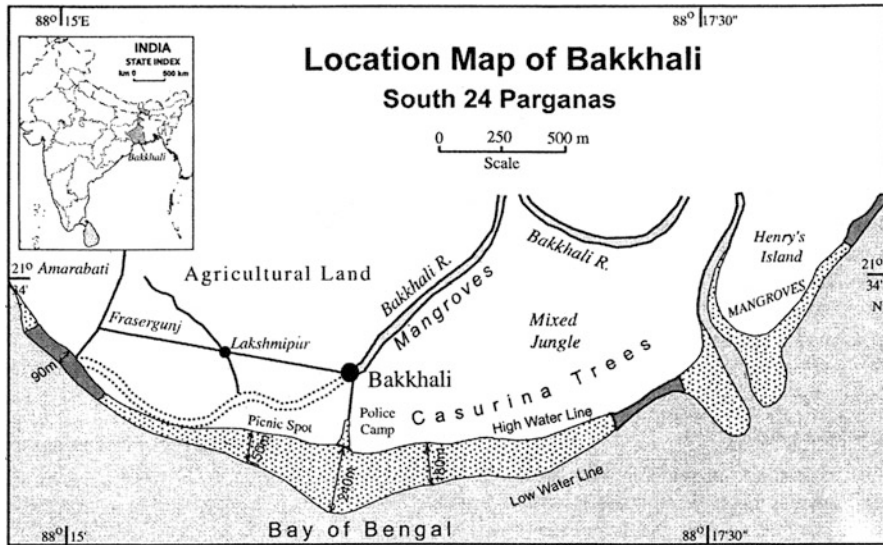 88° 15'E
88° 17'30"
INDIA
STATE INDEX
km 0 500 km
Bakkhali
Location Map of Bakkhali
South 24 Parganas
0 250 500 m
Scale
21°
34'
Amarabati
Agricultural Land
Bakkhali R.
Mangroves
Bakkhali R.
Henry's
Island
MANGROVES
21°
34'
N
Frasergunj
Lakshmipur
Mixed
Jungle
90m
Bakkhali
Casurina Trees
Picnic Spot
Police
Camp
High Water Line
150m
240m
180m
Low Water Line
Bay of Bengal
88° 15'
88° 17'30"